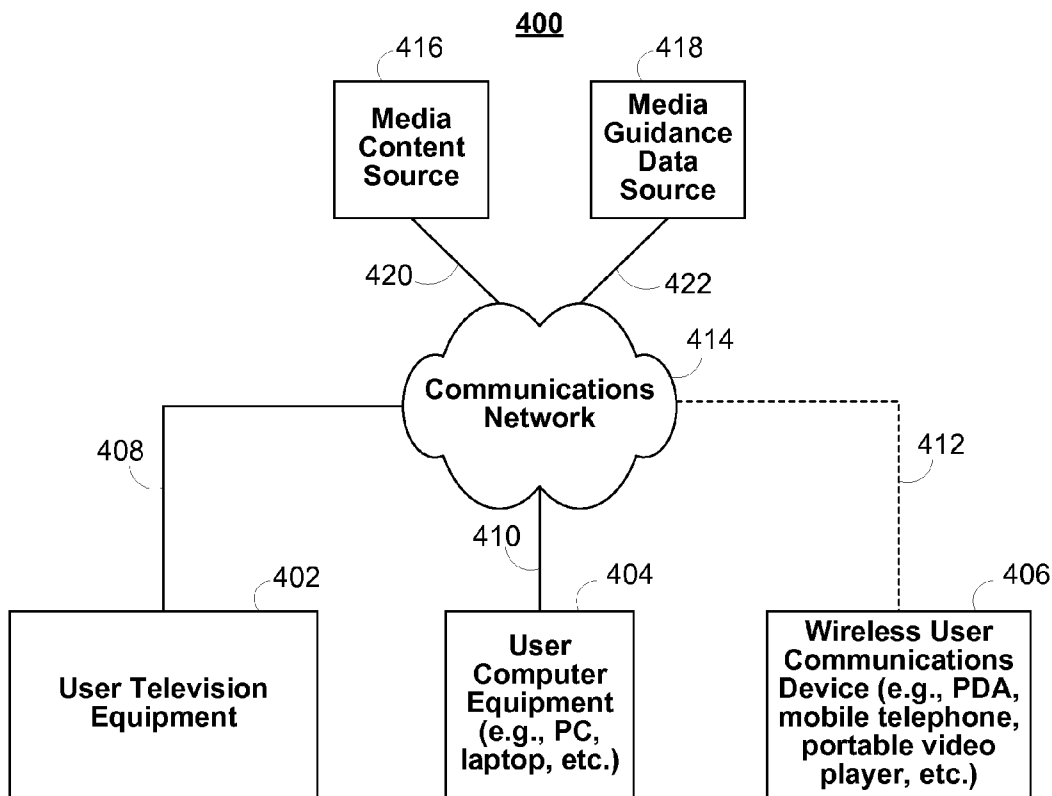 400
416
418
Media
Content
Source
Media
Guidance
Data
Source
420
422
414
Communications
Network
408
412
410
402
404
406
User Television
Equipment
User
Computer
Equipment
(e.g., PC,
laptop, etc.)
Wireless User
Communications
Device (e.g., PDA,
mobile telephone,
portable video
player, etc.)